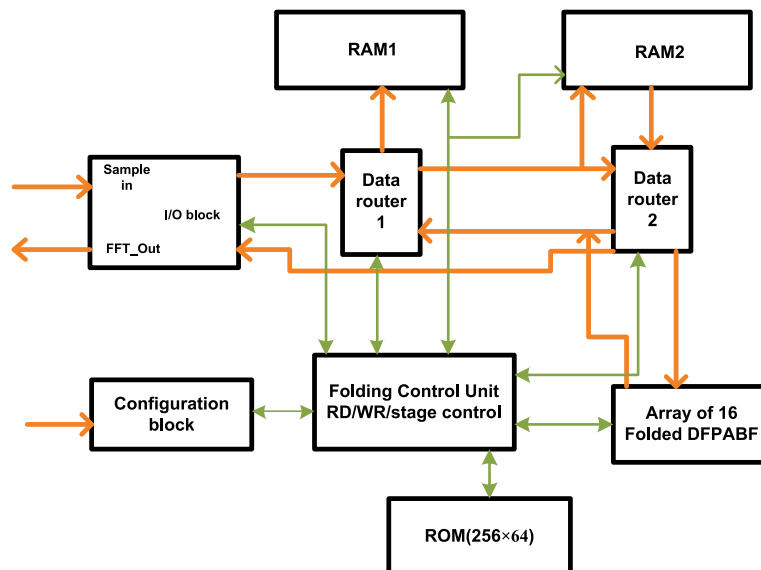 RAM1
RAM2
Sample
in
I/O block
FFT_Out
Data
router
1
Data
router
2
Configuration
block
Folding Control Unit
RD/WR/stage control
Array of 16
Folded DFPABF
ROM(256×64)